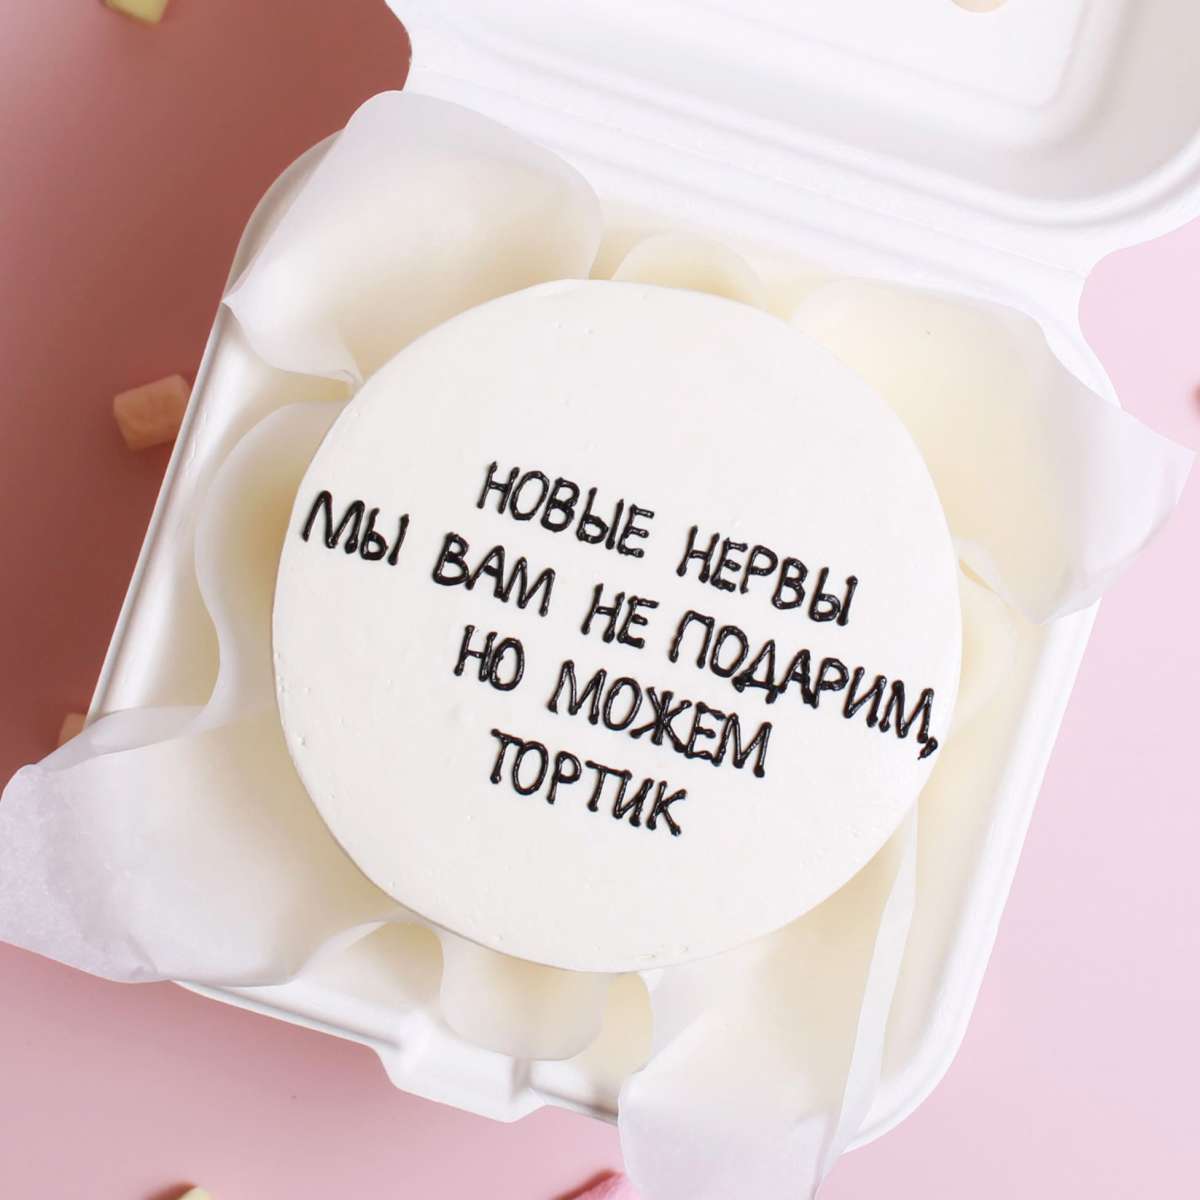 НОВЫЕ НЕРВЫ
МЫ ВАМ НЕ ПОДАРИМ,
НО МОЖЕМ
ТОРТИК